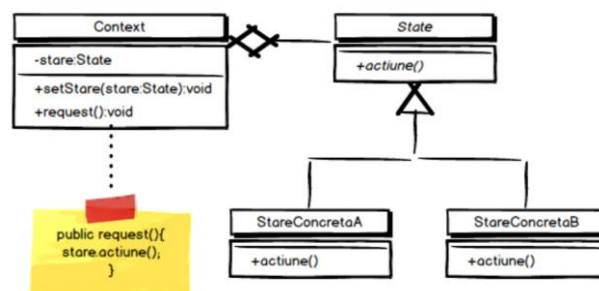 Context
-stare:State
+setStare(stare:State):void
+request():void
State
+actiune()
public request(){
stare.actiune();
}
StareConcretaA
+actiune()
StareConcretaB
+actiune()